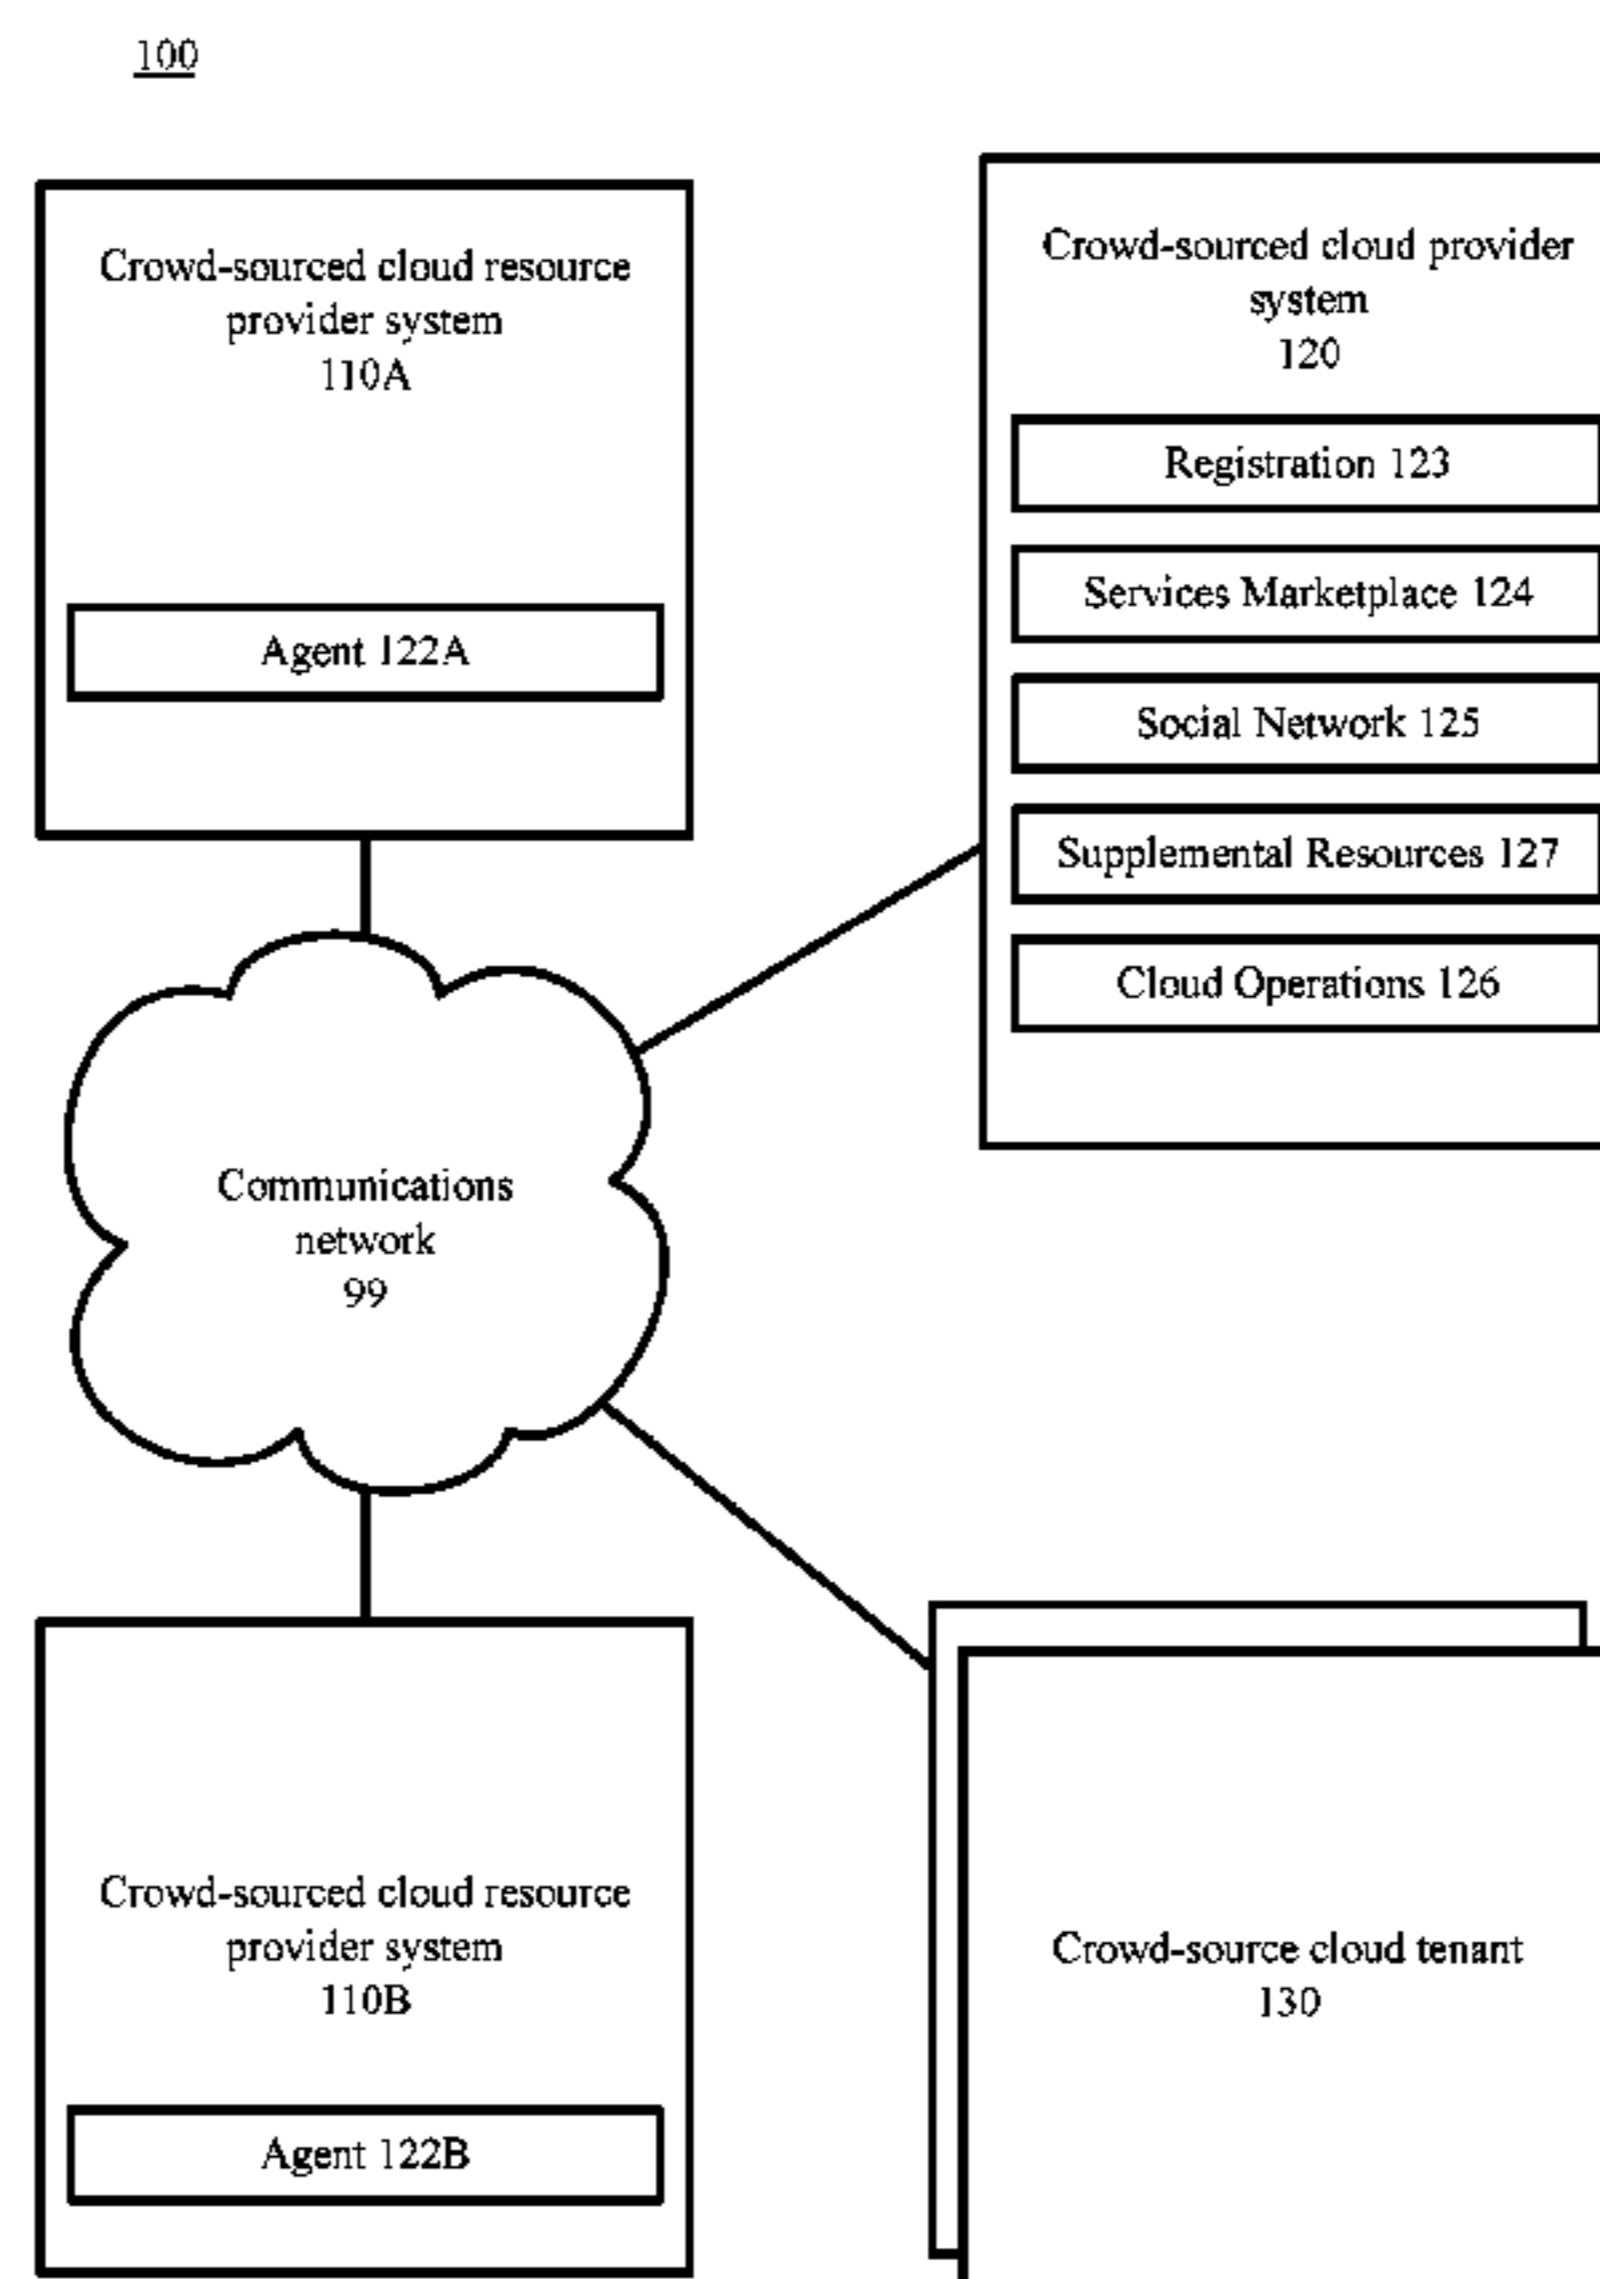 100
Crowd-sourced cloud resource
provider system
110A
Agent 122A
Crowd-sourced cloud provider
system
120
Registration 123
Services Marketplace 124
Social Network 125
Supplemental Resources 127
Cloud Operations 126
Communications
network
99
Crowd-sourced cloud resource
provider system
110B
Agent 122B
Crowd-source cloud tenant
130